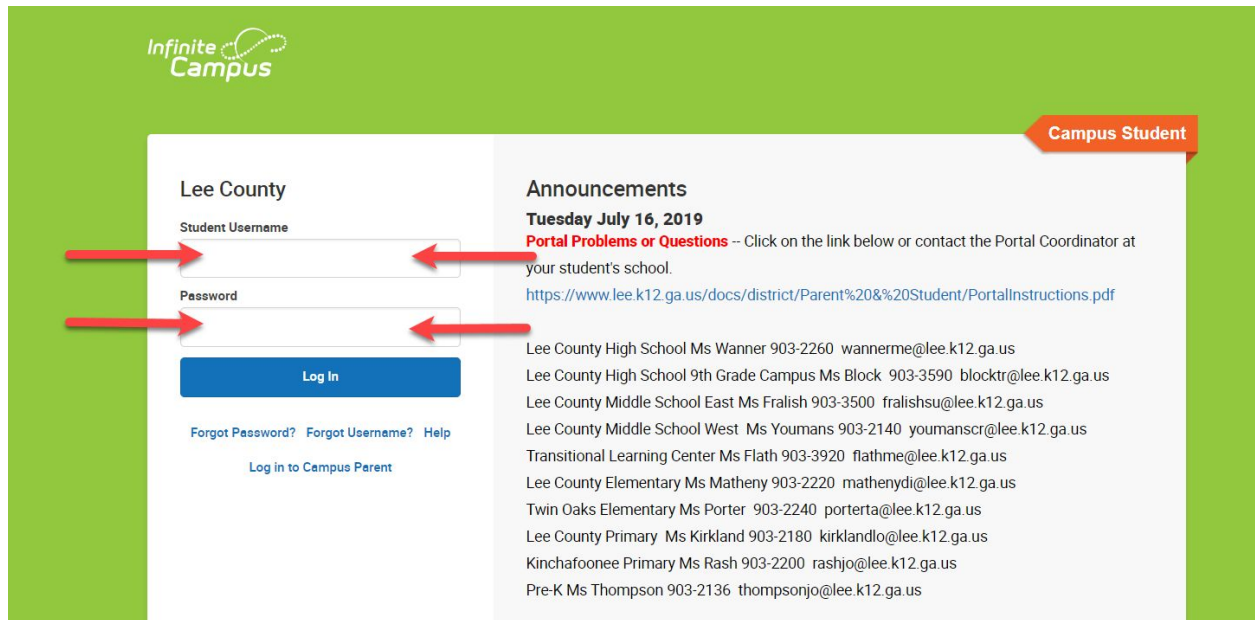 Infinite
Campus
Campus Student
Lee County
Student Username
Password
Log In
Forgot Password? Forgot Username? Help
Log in to Campus Parent
Announcements
Tuesday July 16, 2019
Portal Problems or Questions -- Click on the link below or contact the Portal Coordinator at
your student's school.
https://www.lee.k12.ga.us/docs/district/Parent%20&%20Student/PortalInstructions.pdf
Lee County High School Ms Wanner 903-2260 wannerme@lee.k12.ga.us
Lee County High School 9th Grade Campus Ms Block 903-3590 blocktr@lee.k12.ga.us
Lee County Middle School East Ms Fralish 903-3500 fralishsu@lee.k12.ga.us
Lee County Middle School West Ms Youmans 903-2140 youmanscr@lee.k12.ga.us
Transitional Learning Center Ms Flath 903-3920 flathme@lee.k12.ga.us
Lee County Elementary Ms Matheny 903-2220 mathenydi@lee.k12.ga.us
Twin Oaks Elementary Ms Porter 903-2240 porterta@lee.k12.ga.us
Lee County Primary Ms Kirkland 903-2180 kirklandlo@lee.k12.ga.us
Kinchafoonee Primary Ms Rash 903-2200 rashjo@lee.k12.ga.us
Pre-K Ms Thompson 903-2136 thompsonjo@lee.k12.ga.us